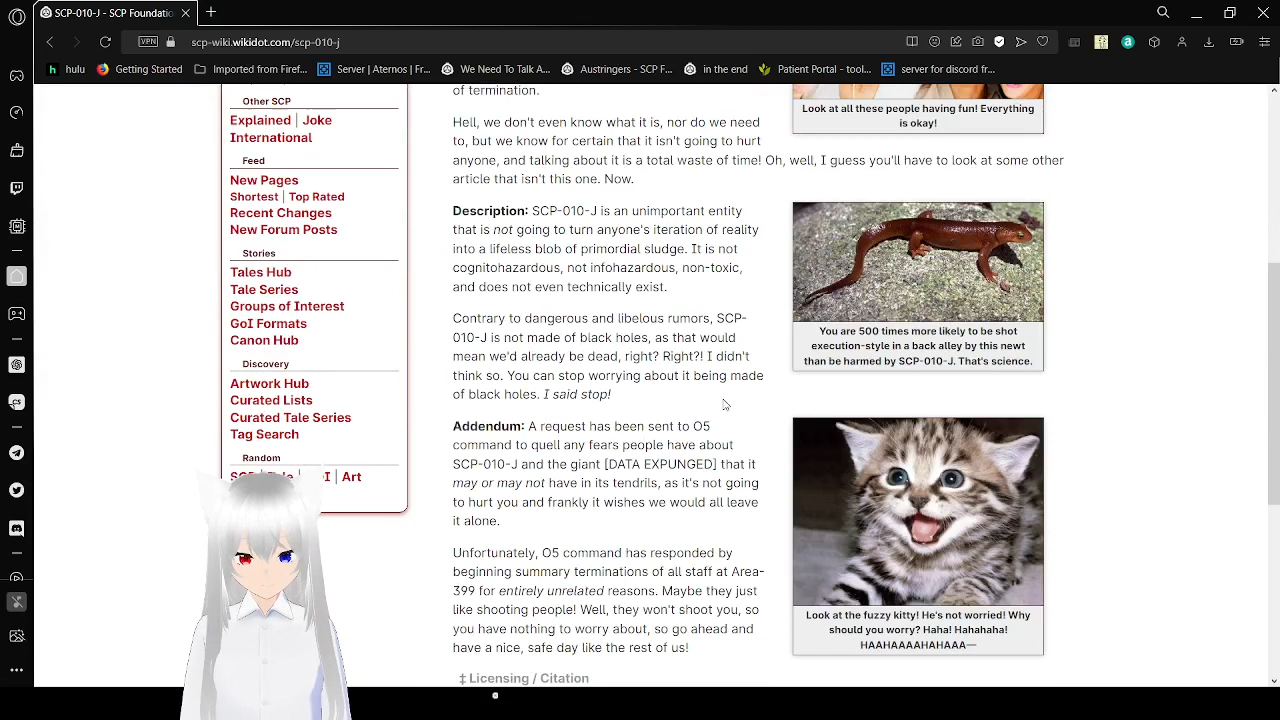 SCP-010-J - SCP Foundatio
VPN
scp-wiki.wikidot.com/scp-010-j
hulu
Getting Started
Imported from Firef...
Server | Aternos | Fr...
We Need To Talk A...
Austringers - SCP F...
in the end
Patient Portal - tool...
server for discord fr...
Other SCP
Explained | Joke
International
Feed
New Pages
Shortest | Top Rated
Recent Changes
New Forum Posts
Stories
Tales Hub
Tale Series
Groups of Interest
GoI Formats
Canon Hub
Discovery
Artwork Hub
Curated Lists
Curated Tale Series
Tag Search
Random
Art
of termination.
Hell, we don't even know what it is, nor do we need
to, but we know for certain that it isn't going to hurt
anyone, and talking about it is a total waste of time! Oh, well, I guess you'll have to look at some other
article that isn't this one. Now.
Description: SCP-010-J is an unimportant entity
that is not going to turn anyone's iteration of reality
into a lifeless blob of primordial sludge. It is not
cognitohazardous, not infohazardous, non-toxic,
and does not even technically exist.
Contrary to dangerous and libelous rumors, SCP-
010-J is not made of black holes, as that would
mean we'd already be dead, right? Right?! I didn't
think so. You can stop worrying about it being made
of black holes. I said stop!
Addendum: A request has been sent to O5
command to quell any fears people have about
SCP-010-J and the giant [DATA EXPUNGED] that it
may or may not have in its tendrils, as it's not going
to hurt you and frankly it wishes we would all leave
it alone.
Unfortunately, O5 command has responded by
beginning summary terminations of all staff at Area-
399 for entirely unrelated reasons. Maybe they just
like shooting people! Well, they won't shoot you, so
you have nothing to worry about, so go ahead and
have a nice, safe day like the rest of us!
‡ Licensing / Citation
Look at all these people having fun! Everything
is okay!
You are 500 times more likely to be shot
execution-style in a back alley by this newt
than be harmed by SCP-010-J. That's science.
Look at the fuzzy kitty! He's not worried! Why
should you worry? Haha! Hahahaha!
HAAHAAAAHAHAAA—